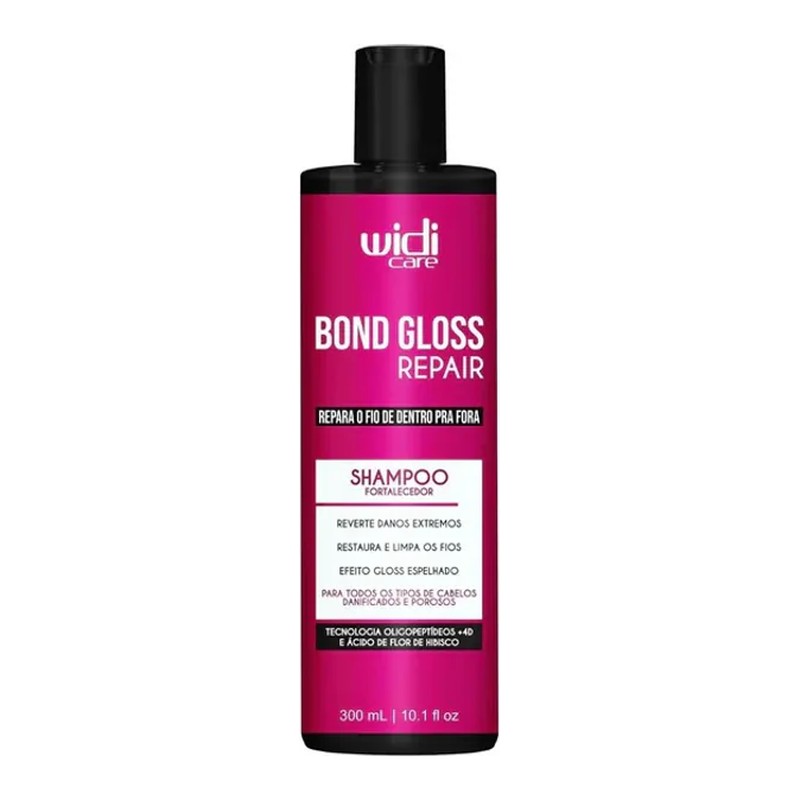 widi
care
BOND GLOSS
REPAIR
REPARA O FIO DE DENTRO PRA FORA
SHAMPOO
FORTALECEDOR
REVERTE DANOS EXTREMOS
RESTAURA E LIMPA OS FIOS
EFEITO GLOSS ESPELHADO
PARA TODOS OS TIPOS DE CABELOS
DANIFICADOS E POROSOS
TECNOLOGIA OLIGOPEPTÍDEOS +4D
E ÁCIDO DE FLOR DE HIBISCO
300 mL | 10.1 fl oz